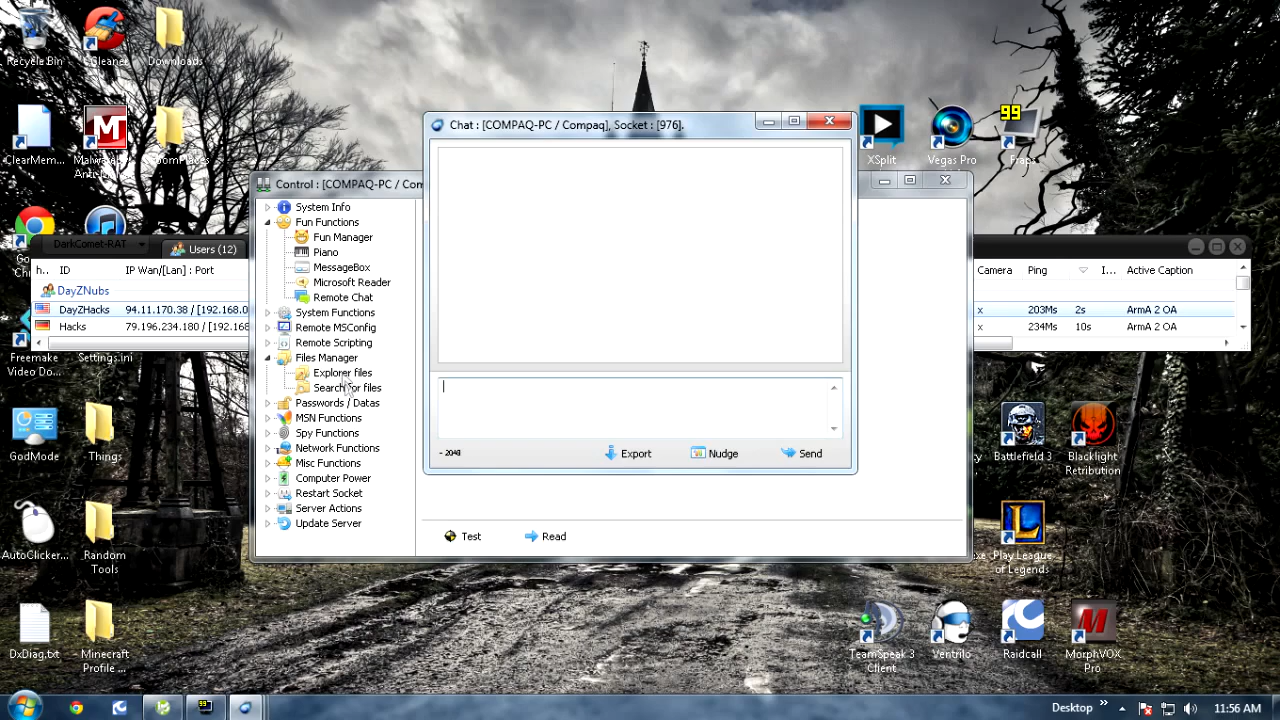 Recycle Bin
CCleaner
Downloads
ClearMem...
Malware...
XSplit
Vegas Pro
99
Fraps
Chat : [COMPAQ-PC / Compaq], Socket : [976].
Control : [COMPAQ-PC / Com
System Info
Fun Functions
Fun Manager
Piano
MessageBox
Microsoft Reader
Remote Chat
System Functions
Remote MSConfig
Remote Scripting
Files Manager
Explorer files
Search for files
Passwords / Datas
MSN Functions
Spy Functions
Network Functions
Misc Functions
Computer Power
Restart Socket
Server Actions
Update Server
- 2048
Export
Nudge
Send
Test
Read
DarkComet-RAT
Users (12)
h..
ID
IP Wan/[Lan] : Port
Camera
Ping
I...
Active Caption
DayZNubs
DayZHacks
94.11.170.38 / [192.168.0
x
203Ms
2s
ArmA 2 OA
Hacks
79.196.234.180 / [192.168
x
234Ms
10s
ArmA 2 OA
Freemake
Video Do...
Settings.ini
GodMode
Things
Battlefield 3
Blacklight
Retribution
AutoClicker...
Random
Tools
Play League
of Legends
DxDiag.txt
Minecraft
Profile ...
TeamSpeak 3
Client
Ventrilo
Raidcall
MorphVOX
Pro
Desktop
11:56 AM